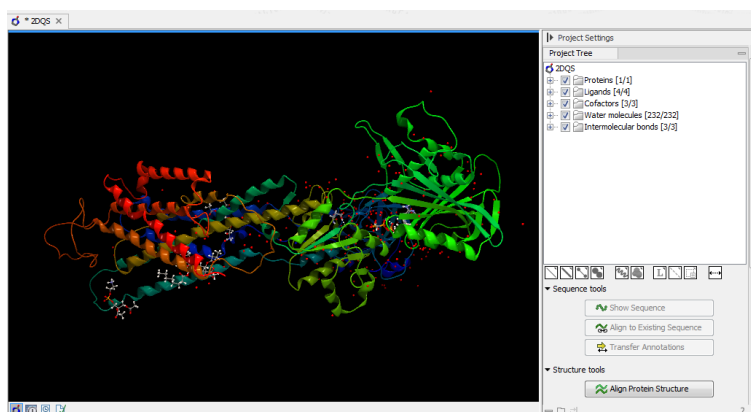 * 2DQS ×
Project Settings
Project Tree
2DQS
Proteins [1/1]
Ligands [4/4]
Cofactors [3/3]
Water molecules [232/232]
Intermolecular bonds [3/3]
L
Sequence tools
Show Sequence
Align to Existing Sequence
Transfer Annotations
Structure tools
Align Protein Structure